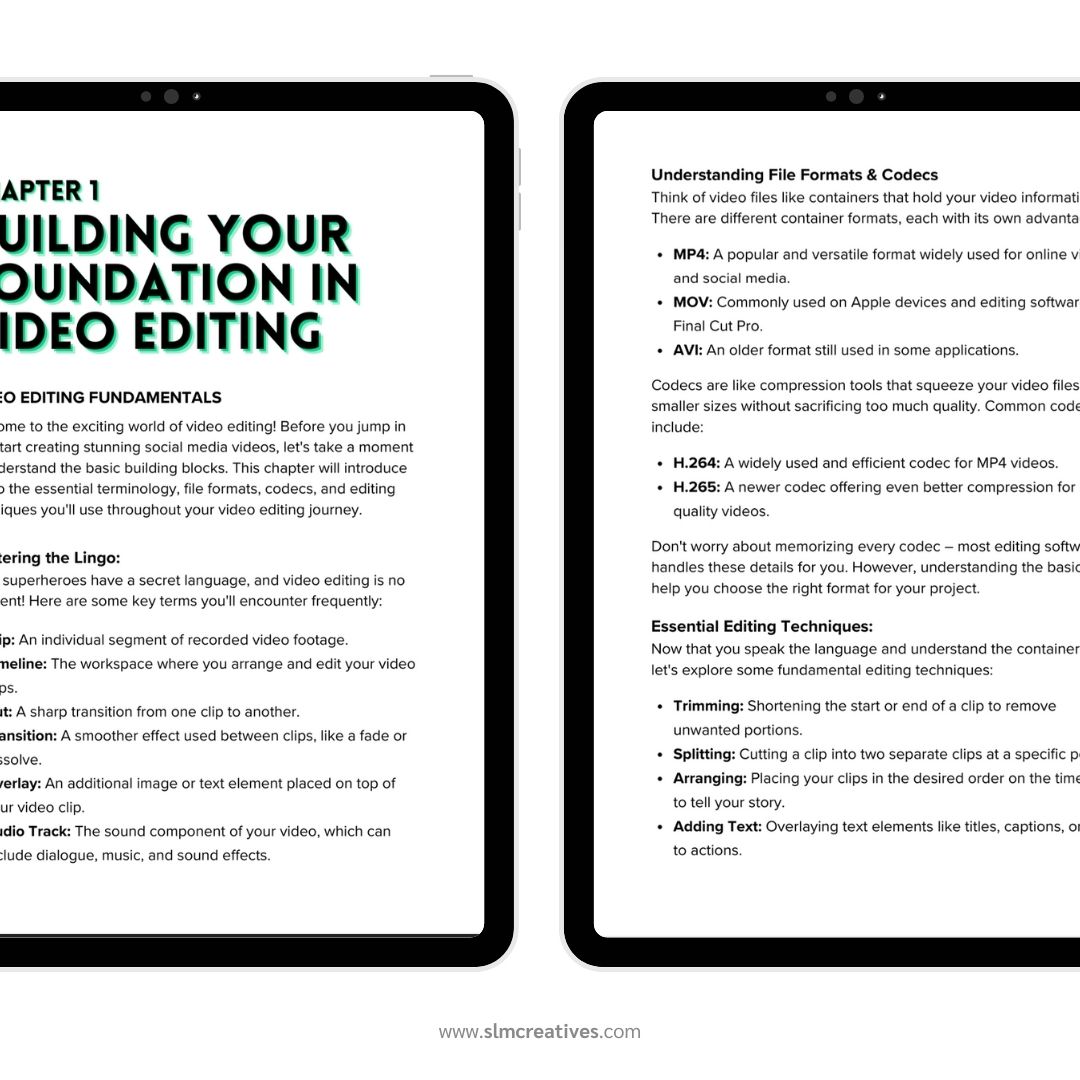 APTER 1
UILDING YOUR
OUNDATION IN
IDEO EDITING
EO EDITING FUNDAMENTALS
ome to the exciting world of video editing! Before you jump in
tart creating stunning social media videos, let's take a moment
derstand the basic building blocks. This chapter will introduce
o the essential terminology, file formats, codecs, and editing
iques you'll use throughout your video editing journey.
tering the Lingo:
superheroes have a secret language, and video editing is no
ent! Here are some key terms you'll encounter frequently:
ip: An individual segment of recorded video footage.
meline: The workspace where you arrange and edit your video
ps.
ut: A sharp transition from one clip to another.
ansition: A smoother effect used between clips, like a fade or
ssolve.
verlay: An additional image or text element placed on top of
ur video clip.
udio Track: The sound component of your video, which can
clude dialogue, music, and sound effects.
Understanding File Formats & Codecs
Think of video files like containers that hold your video informati
There are different container formats, each with its own advanta
• MP4: A popular and versatile format widely used for online vi
and social media.
• MOV: Commonly used on Apple devices and editing softwar
Final Cut Pro.
• AVI: An older format still used in some applications.
Codecs are like compression tools that squeeze your video files
smaller sizes without sacrificing too much quality. Common code
include:
• H.264: A widely used and efficient codec for MP4 videos.
• H.265: A newer codec offering even better compression for
quality videos.
Don't worry about memorizing every codec – most editing softw
handles these details for you. However, understanding the basic
help you choose the right format for your project.
Essential Editing Techniques:
Now that you speak the language and understand the container
let's explore some fundamental editing techniques:
• Trimming: Shortening the start or end of a clip to remove
unwanted portions.
• Splitting: Cutting a clip into two separate clips at a specific p
• Arranging: Placing your clips in the desired order on the time
to tell your story.
• Adding Text: Overlaying text elements like titles, captions, or
to actions.
www.slmcreatives.com